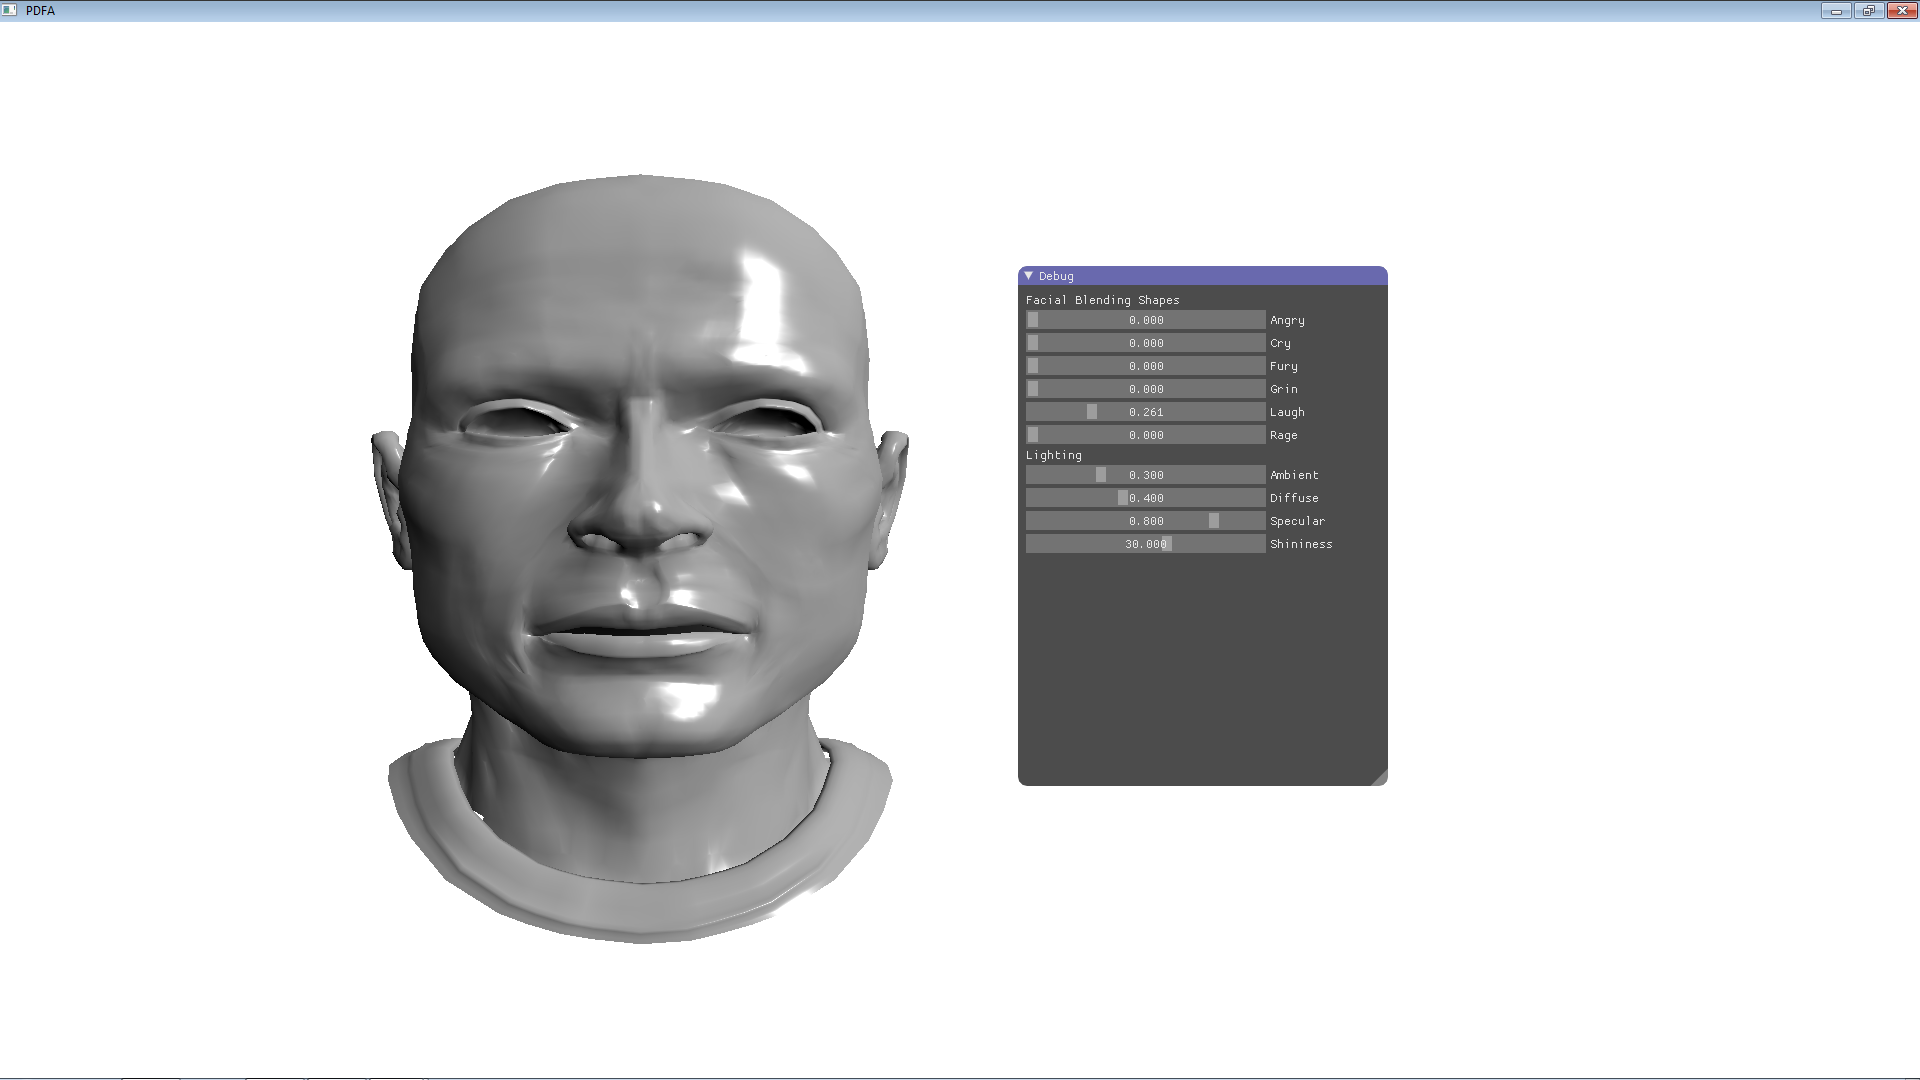 PDFA
Debug
Facial Blending Shapes
0.000 Angry
0.000 Cry
0.000 Fury
0.000 Grin
0.261 Laugh
0.000 Rage
Lighting
0.300 Ambient
0.400 Diffuse
0.800 Specular
30.000 Shininess